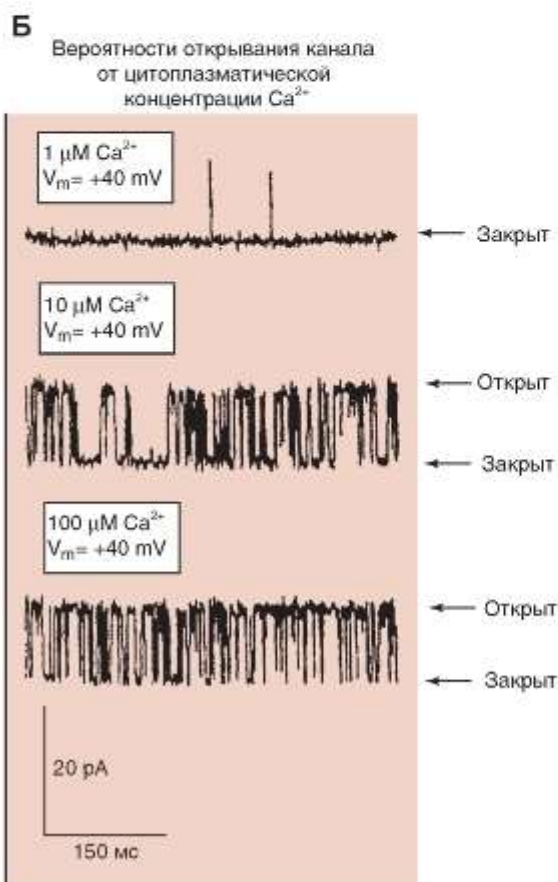 Б
Вероятности открывания канала
от цитоплазматической
концентрации Ca²⁺
1 μM Ca²⁺
Vₘ= +40 mV
Закрыт
10 μM Ca²⁺
Vₘ= +40 mV
Открыт
Закрыт
100 μM Ca²⁺
Vₘ= +40 mV
Открыт
Закрыт
20 pA
150 мс